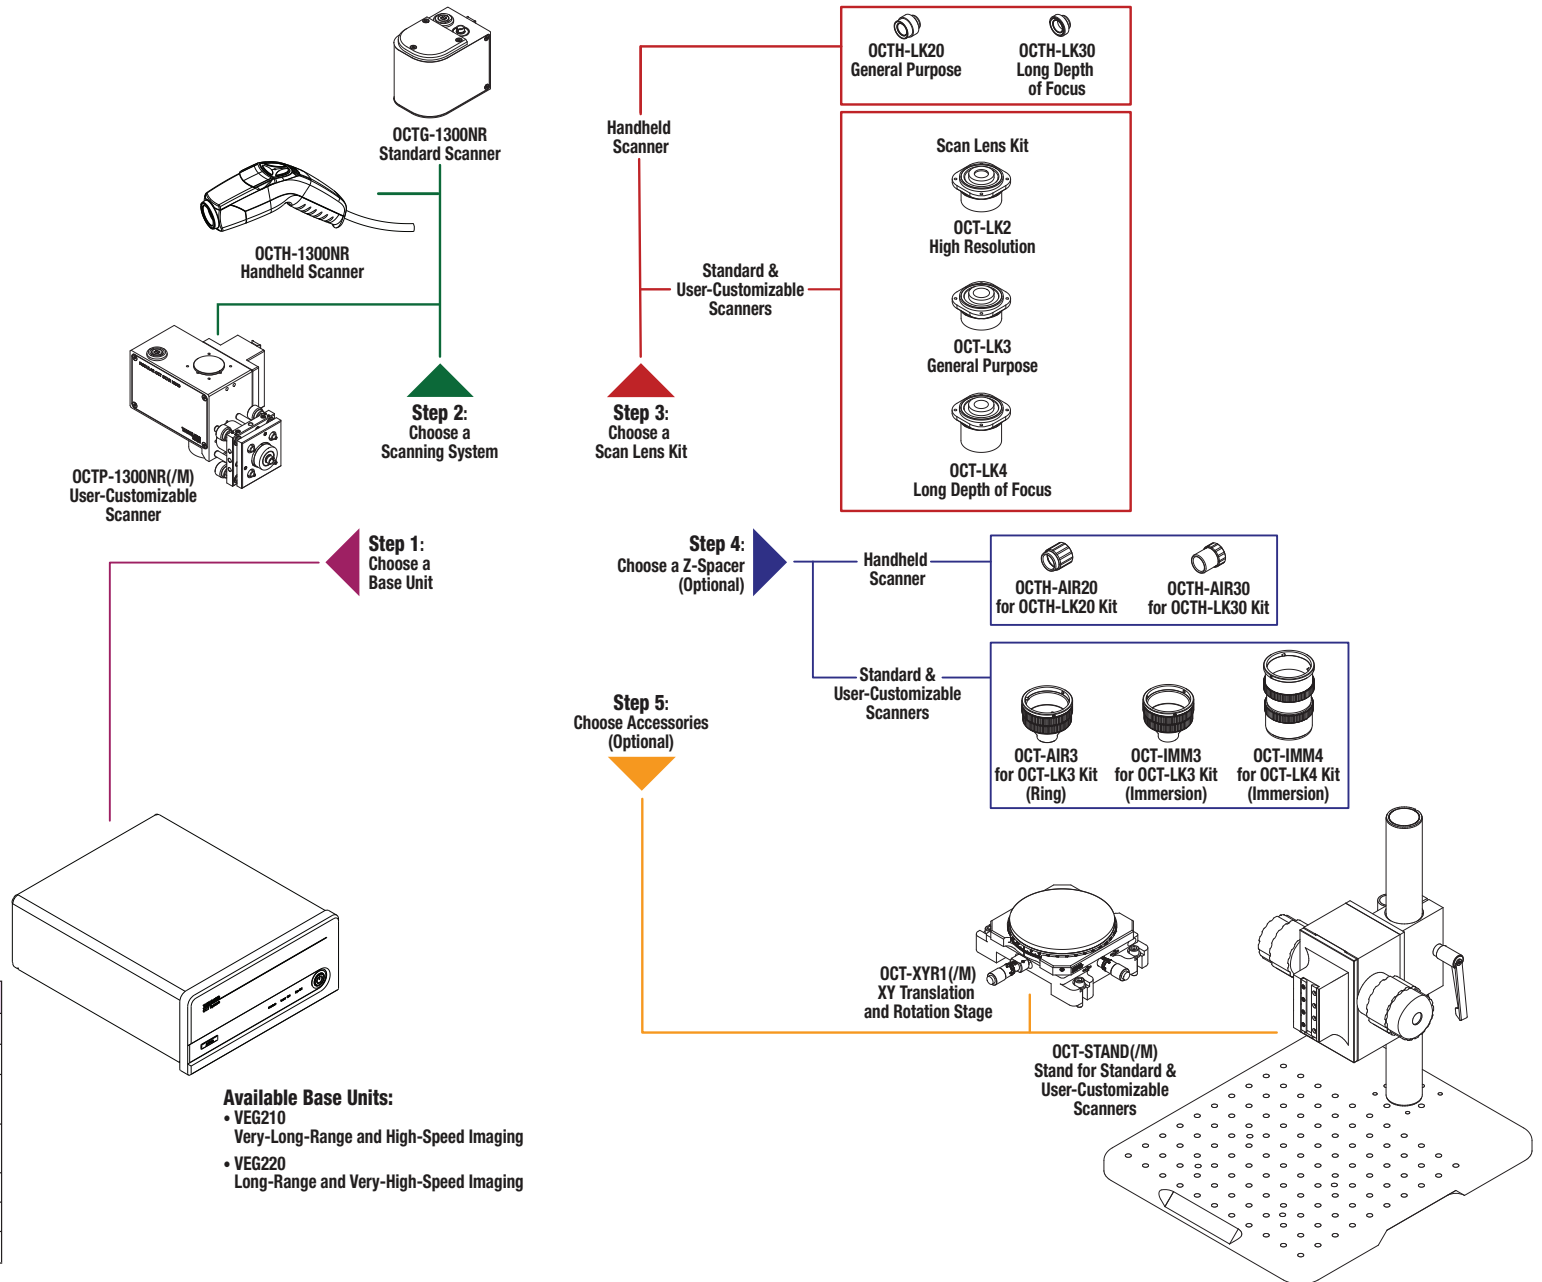 OCTG-1300NR
Standard Scanner
OCTH-1300NR
Handheld Scanner
OCTP-1300NR(/M)
User-Customizable
Scanner
Step 2:
Choose a
Scanning System
Handheld
Scanner
OCTH-LK20
General Purpose
OCTH-LK30
Long Depth
of Focus
Scan Lens Kit
OCT-LK2
High Resolution
Standard &
User-Customizable
Scanners
OCT-LK3
General Purpose
OCT-LK4
Long Depth of Focus
Step 3:
Choose a
Scan Lens Kit
Step 1:
Choose a
Base Unit
Step 4:
Choose a Z-Spacer
(Optional)
Handheld
Scanner
OCTH-AIR20
for OCTH-LK20 Kit
OCTH-AIR30
for OCTH-LK30 Kit
Standard &
User-Customizable
Scanners
OCT-AIR3
for OCT-LK3 Kit
(Ring)
OCT-IMM3
for OCT-LK3 Kit
(Immersion)
OCT-IMM4
for OCT-LK4 Kit
(Immersion)
Step 5:
Choose Accessories
(Optional)
OCT-XYR1(/M)
XY Translation
and Rotation Stage
OCT-STAND(/M)
Stand for Standard &
User-Customizable
Scanners
Available Base Units:
• VEG210
Very-Long-Range and High-Speed Imaging
• VEG220
Long-Range and Very-High-Speed Imaging